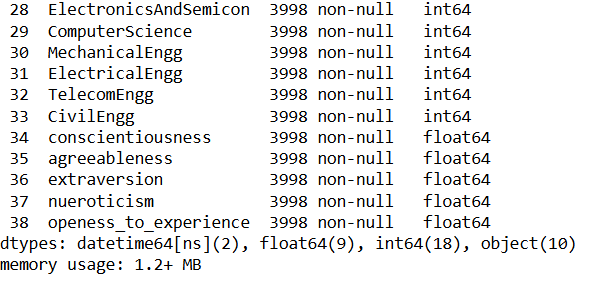 28  ElectronicsAndSemicon  3998 non-null   int64
29  ComputerScience        3998 non-null   int64
30  MechanicalEngg         3998 non-null   int64
31  ElectricalEngg         3998 non-null   int64
32  TelecomEngg            3998 non-null   int64
33  CivilEngg              3998 non-null   int64
34  conscientiousness      3998 non-null   float64
35  agreeableness          3998 non-null   float64
36  extraversion           3998 non-null   float64
37  nueroticism            3998 non-null   float64
38  openess_to_experience  3998 non-null   float64
dtypes: datetime64[ns](2), float64(9), int64(18), object(10)
memory usage: 1.2+ MB